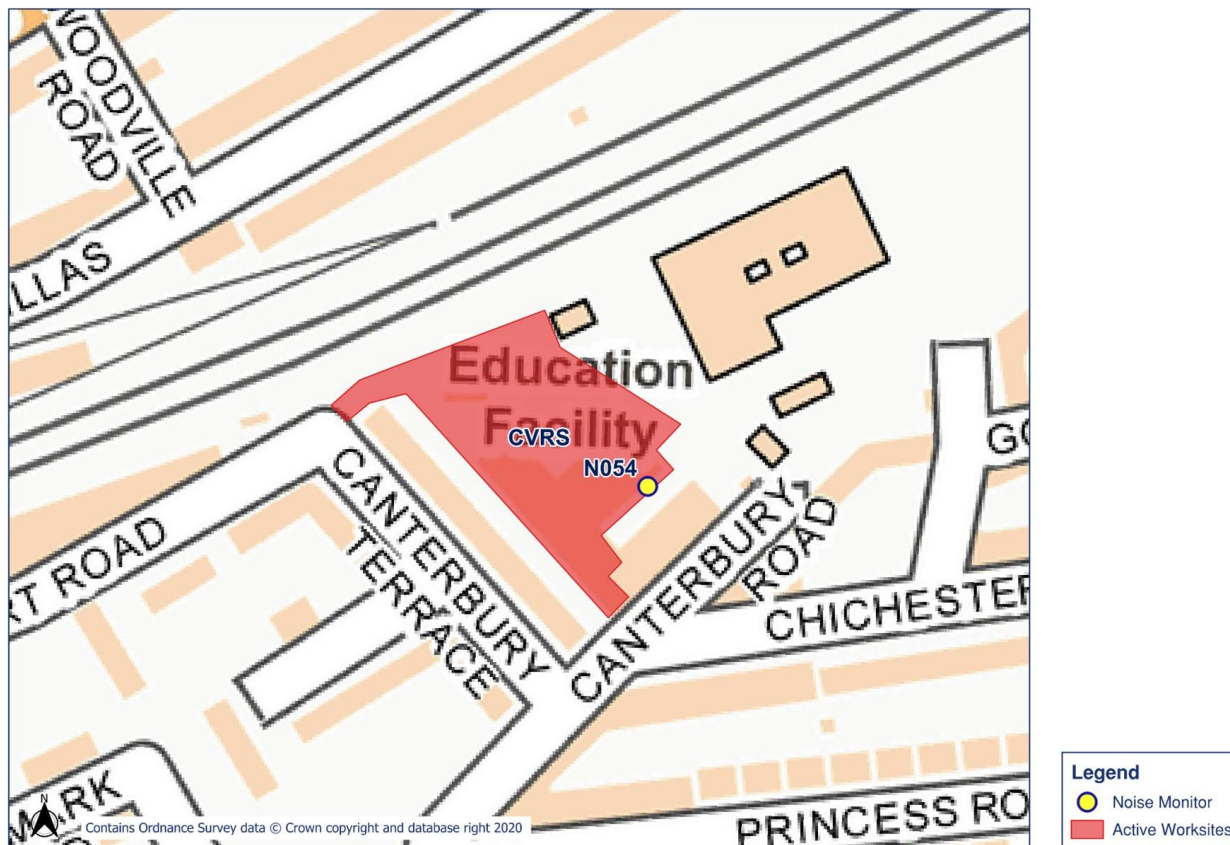 WOODVILLE
ROAD
LLAS
Education
Facility
CVRS
N054
CANTERBURY
TERRACE
RT ROAD
CANTERBURY
ROAD
GO
CHICHESTER
MARK
PRINCESS RO
N
Contains Ordnance Survey data © Crown copyright and database right 2020
Legend
Noise Monitor
Active Worksites